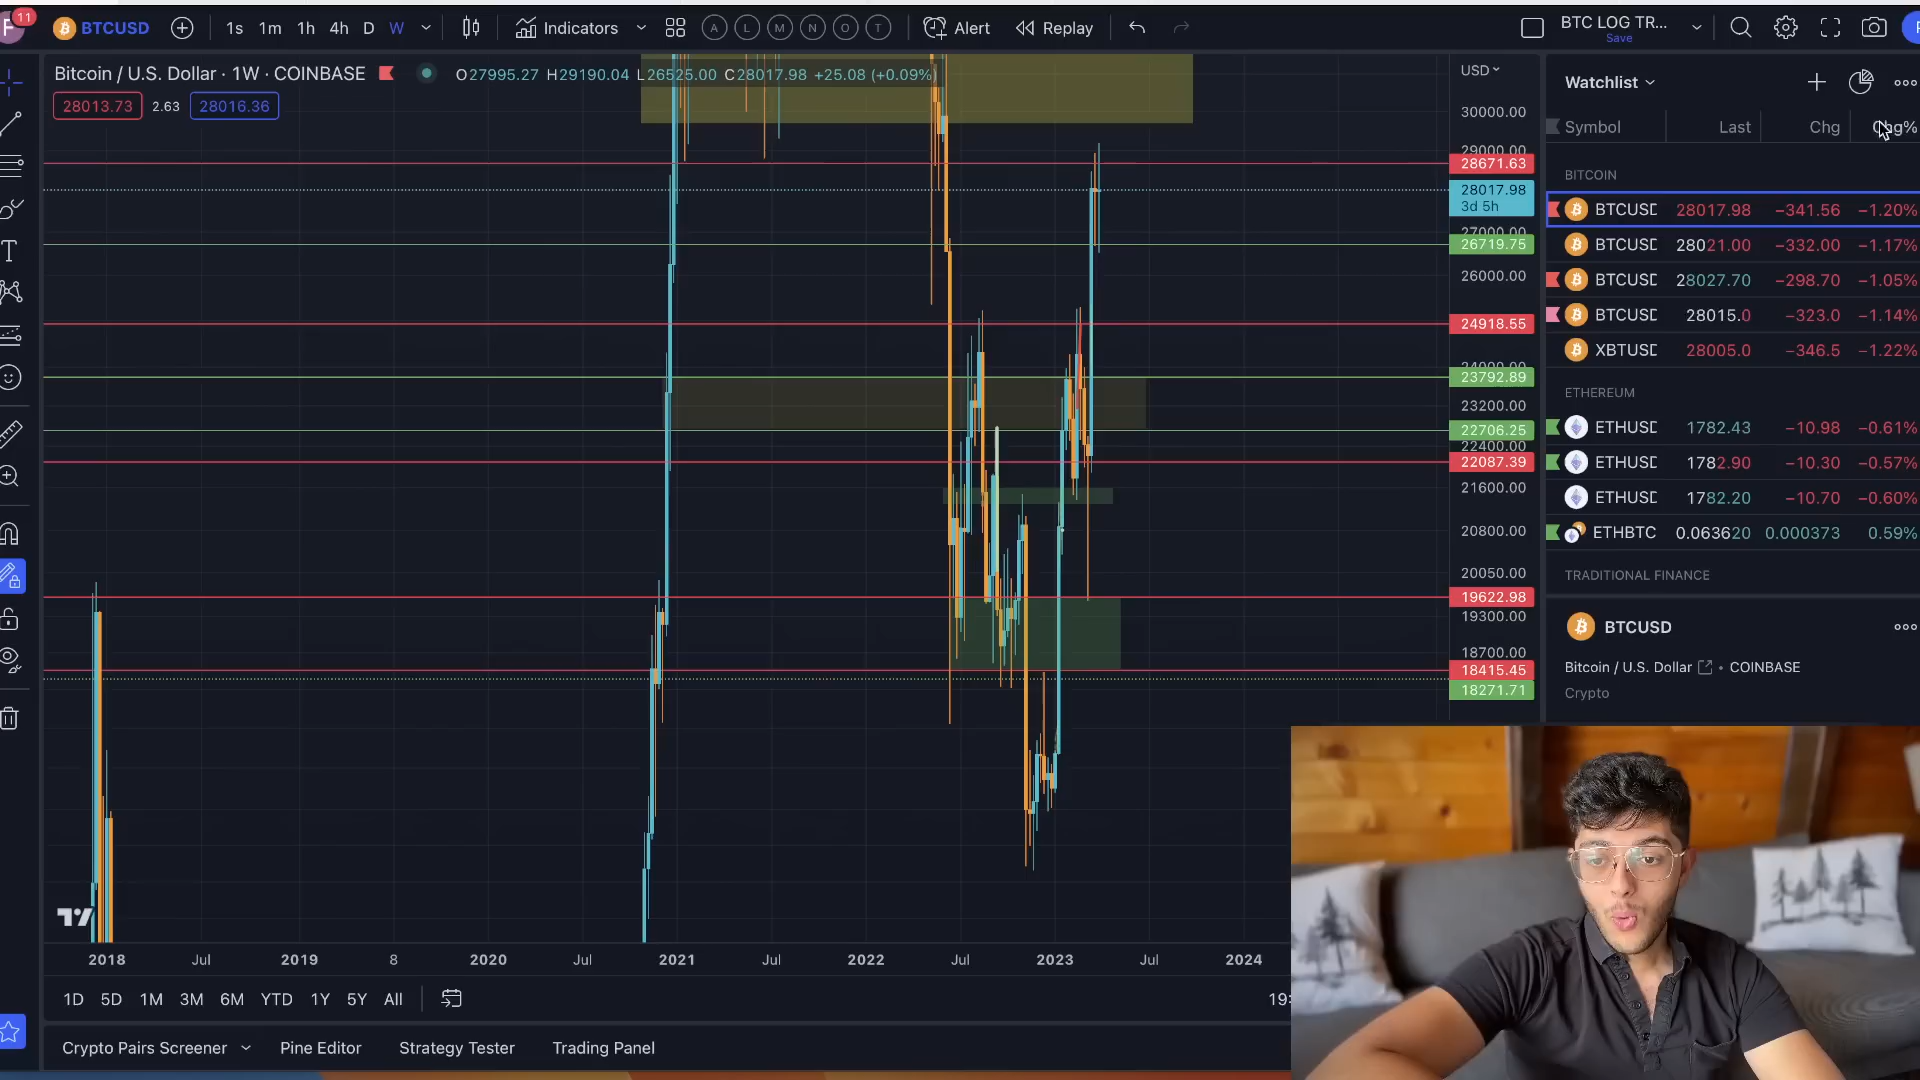 11
BTCUSD
1s 1m 1h 4h D W
Indicators
A L M N O T
Alert
Replay
BTC LOG TR...
Save
Bitcoin / U.S. Dollar · 1W · COINBASE
O27995.27 H29190.04 L26525.00 C28017.98 +25.08 (+0.09%)
28013.73 2.63 28016.36
USD
30000.00
29000.00
28671.63
28017.98
3d 5h
27000.00
26719.75
26000.00
24918.55
24000.00
23792.89
23200.00
22706.25
22400.00
22087.39
21600.00
20800.00
20050.00
19622.98
19300.00
18700.00
18415.45
18271.71
2018 Jul 2019 8 2020 Jul 2021 Jul 2022 Jul 2023 Jul 2024
1D 5D 1M 3M 6M YTD 1Y 5Y All
19:
Crypto Pairs Screener Pine Editor Strategy Tester Trading Panel
Watchlist
Symbol Last Chg Chg%
BITCOIN
BTCUSD 28017.98 −341.56 −1.20%
BTCUSD 28021.00 −332.00 −1.17%
BTCUSD 28027.70 −298.70 −1.05%
BTCUSD 28015.0 −323.0 −1.14%
XBTUSD 28005.0 −346.5 −1.22%
ETHEREUM
ETHUSD 1782.43 −10.98 −0.61%
ETHUSD 1782.90 −10.30 −0.57%
ETHUSD 1782.20 −10.70 −0.60%
ETHBTC 0.063620 0.000373 0.59%
TRADITIONAL FINANCE
BTCUSD
Bitcoin / U.S. Dollar • COINBASE
Crypto